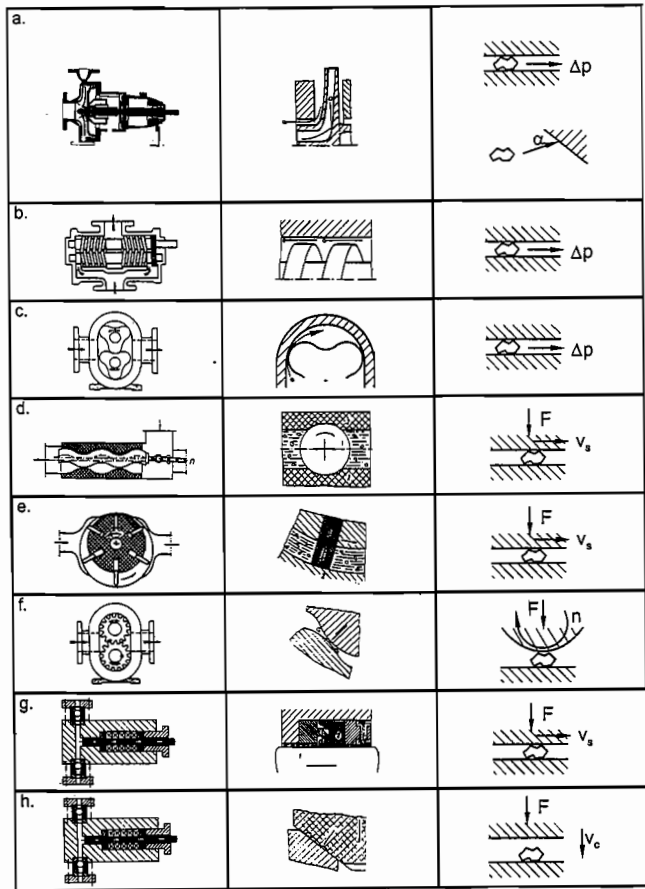 a.
Δp
α
b.
Δp
c.
Δp
d.
n
F
v_s
e.
F
v_s
f.
F
n
g.
F
v_s
h.
F
v_c